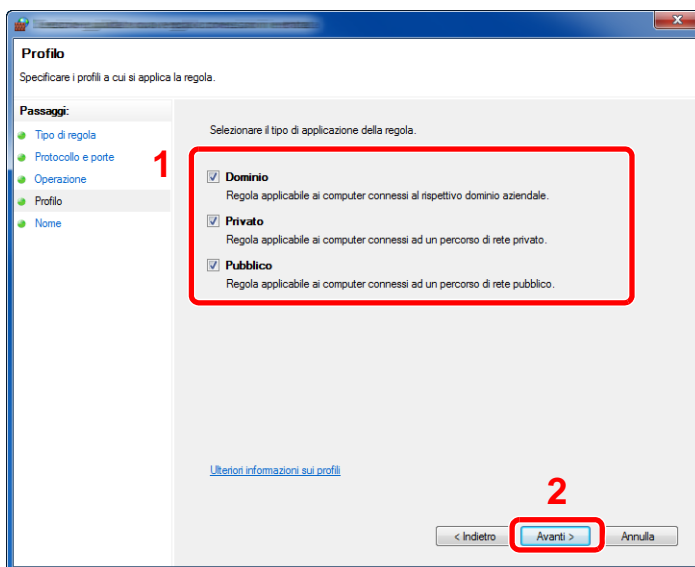 Profilo
Specificare i profili a cui si applica la regola.
Passaggi:
Tipo di regola
Protocollo e porte
Operazione
Profilo
Nome
Selezionare il tipo di applicazione della regola.
1
Dominio
Regola applicabile ai computer connessi al rispettivo dominio aziendale.
Privato
Regola applicabile ai computer connessi ad un percorso di rete privato.
Pubblico
Regola applicabile ai computer connessi ad un percorso di rete pubblico.
Ulteriori informazioni sui profili
2
< Indietro
Avanti >
Annulla